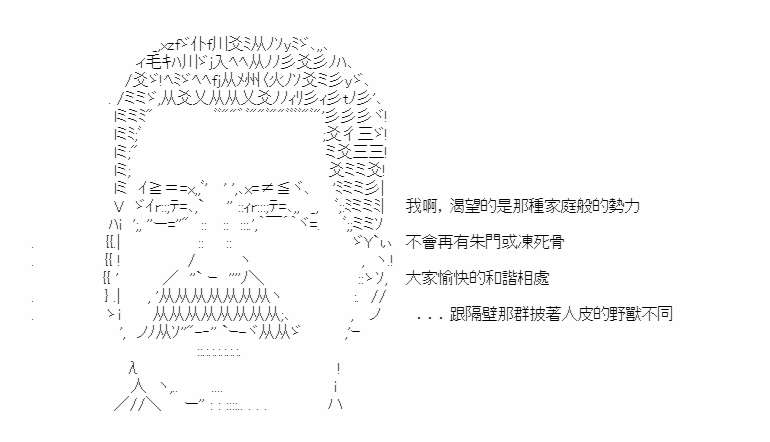 我啊, 渴望的是那種家庭般的勢力
不會再有朱門或凍死骨
大家愉快的和諧相處
... 跟隔壁那群披著人皮的野獸不同